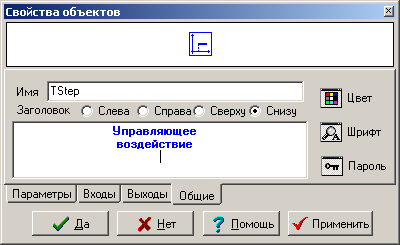 Свойства объектов
Имя TStep
Заголовок Слева Справа Сверху Снизу
Управляющее
воздействие
Цвет
Шрифт
Пароль
Параметры Входы Выходы Общие
Да Нет Помощь Применить